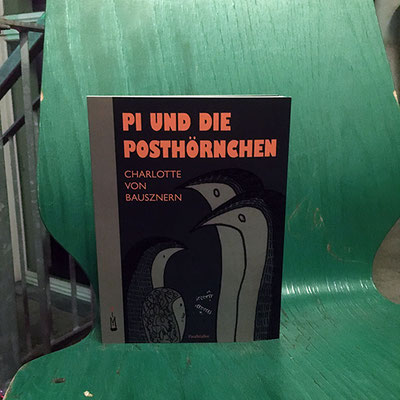 PI UND DIE
POSTHÖRNCHEN
CHARLOTTE
VON
BAUSZNERN